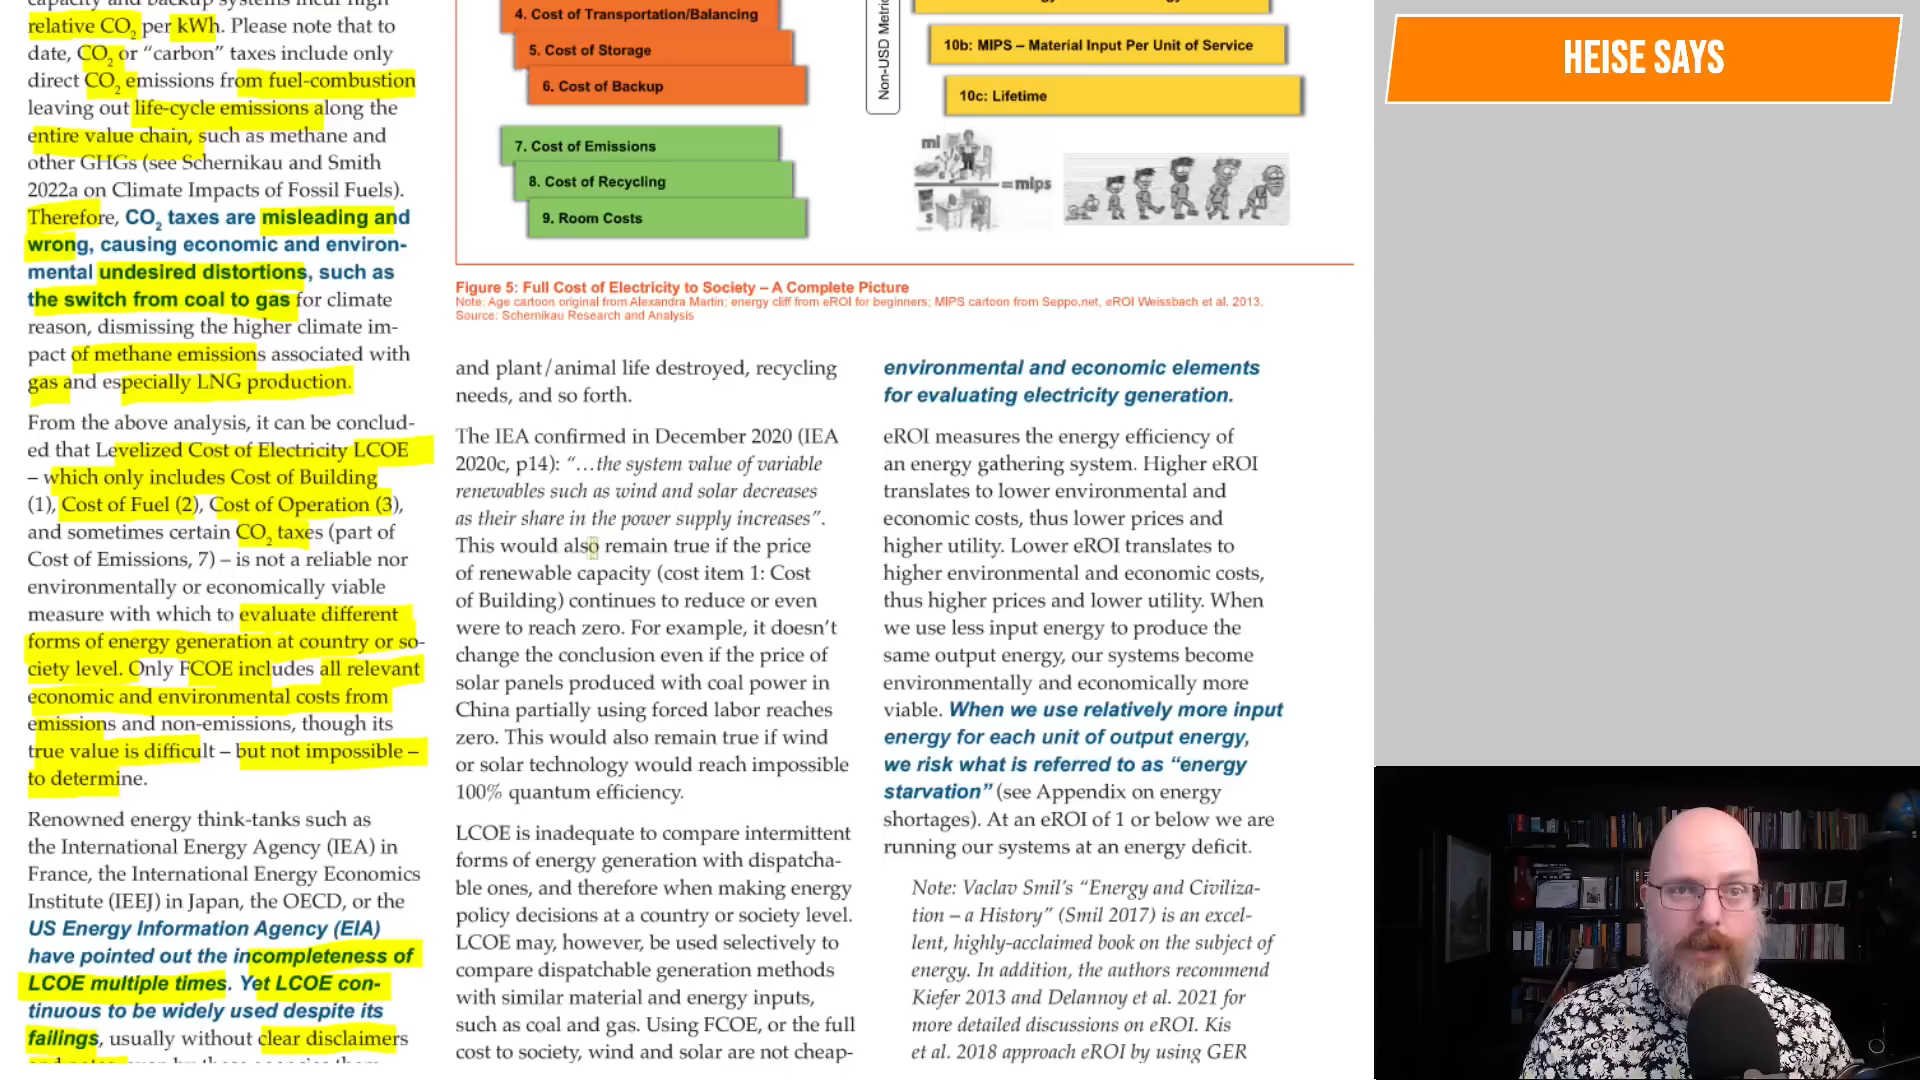 capacity and backup systems incur high
relative CO2 per kWh. Please note that to
date, CO2 or “carbon” taxes include only
direct CO2 emissions from fuel-combustion
leaving out life-cycle emissions along the
entire value chain, such as methane and
other GHGs (see Schernikau and Smith
2022a on Climate Impacts of Fossil Fuels).
Therefore, CO2 taxes are misleading and
wrong, causing economic and environ-
mental undesired distortions, such as
the switch from coal to gas for climate
reason, dismissing the higher climate im-
pact of methane emissions associated with
gas and especially LNG production.
From the above analysis, it can be conclud-
ed that Levelized Cost of Electricity LCOE
– which only includes Cost of Building
(1), Cost of Fuel (2), Cost of Operation (3),
and sometimes certain CO2 taxes (part of
Cost of Emissions, 7) – is not a reliable nor
environmentally or economically viable
measure with which to evaluate different
forms of energy generation at country or so-
ciety level. Only FCOE includes all relevant
economic and environmental costs from
emissions and non-emissions, though its
true value is difficult – but not impossible –
to determine.
Renowned energy think-tanks such as
the International Energy Agency (IEA) in
France, the International Energy Economics
Institute (IEEJ) in Japan, the OECD, or the
US Energy Information Agency (EIA)
have pointed out the incompleteness of
LCOE multiple times. Yet LCOE con-
tinuous to be widely used despite its
failings, usually without clear disclaimers
4. Cost of Transportation/Balancing
5. Cost of Storage
6. Cost of Backup
7. Cost of Emissions
8. Cost of Recycling
9. Room Costs
Non-USD Metric
10b: MIPS – Material Input Per Unit of Service
10c: Lifetime
mi
s
=mips
Figure 5: Full Cost of Electricity to Society – A Complete Picture
Note: Age cartoon original from Alexandra Martin; energy cliff from eROI for beginners; MIPS cartoon from Seppo.net, eROI Weissbach et al. 2013.
Source: Schernikau Research and Analysis
and plant/animal life destroyed, recycling
needs, and so forth.
The IEA confirmed in December 2020 (IEA
2020c, p14): “…the system value of variable
renewables such as wind and solar decreases
as their share in the power supply increases”.
This would also remain true if the price
of renewable capacity (cost item 1: Cost
of Building) continues to reduce or even
were to reach zero. For example, it doesn’t
change the conclusion even if the price of
solar panels produced with coal power in
China partially using forced labor reaches
zero. This would also remain true if wind
or solar technology would reach impossible
100% quantum efficiency.
LCOE is inadequate to compare intermittent
forms of energy generation with dispatcha-
ble ones, and therefore when making energy
policy decisions at a country or society level.
LCOE may, however, be used selectively to
compare dispatchable generation methods
with similar material and energy inputs,
such as coal and gas. Using FCOE, or the full
cost to society, wind and solar are not cheap-
environmental and economic elements
for evaluating electricity generation.
eROI measures the energy efficiency of
an energy gathering system. Higher eROI
translates to lower environmental and
economic costs, thus lower prices and
higher utility. Lower eROI translates to
higher environmental and economic costs,
thus higher prices and lower utility. When
we use less input energy to produce the
same output energy, our systems become
environmentally and economically more
viable. When we use relatively more input
energy for each unit of output energy,
we risk what is referred to as “energy
starvation” (see Appendix on energy
shortages). At an eROI of 1 or below we are
running our systems at an energy deficit.
Note: Vaclav Smil’s “Energy and Civiliza-
tion – a History” (Smil 2017) is an excel-
lent, highly-acclaimed book on the subject of
energy. In addition, the authors recommend
Kiefer 2013 and Delannoy et al. 2021 for
more detailed discussions on eROI. Kis
et al. 2018 approach eROI by using GER
HEISE SAYS